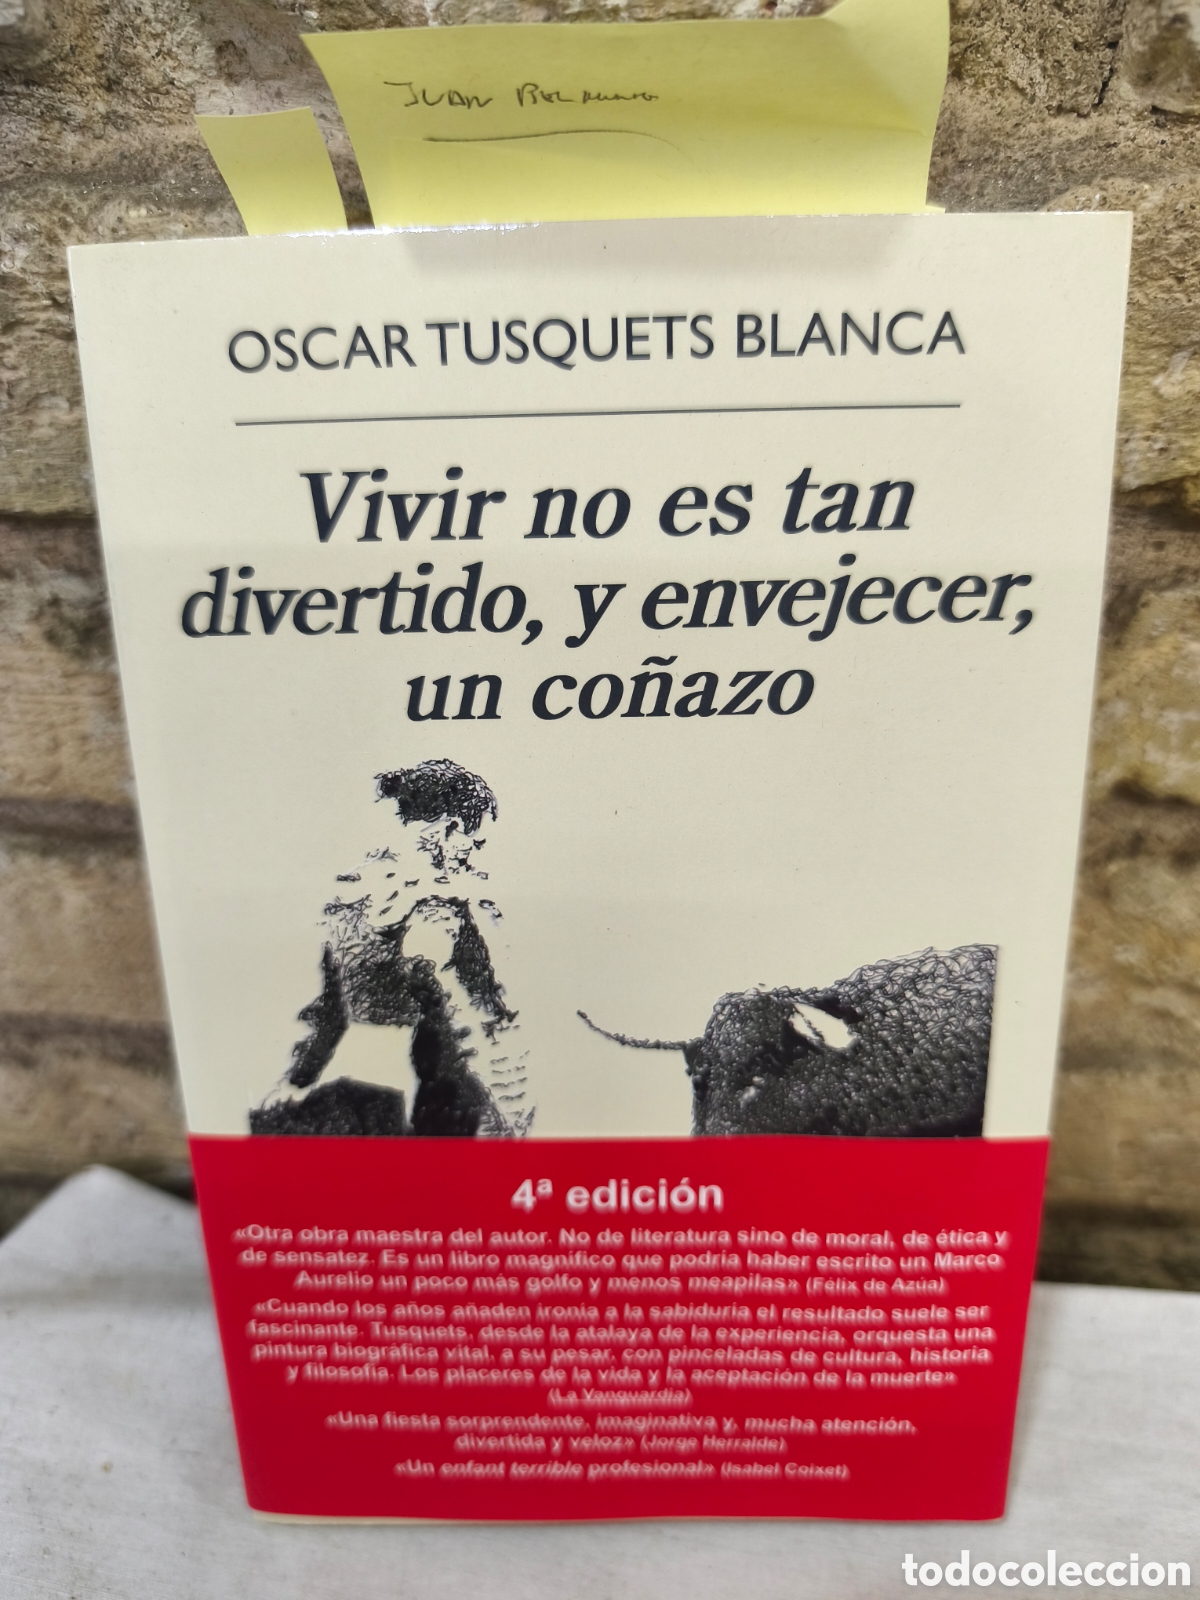 JUAN BELMONTE
OSCAR TUSQUETS BLANCA
Vivir no es tan
divertido, y envejecer,
un coñazo
4ª edición
«Otra obra maestra del autor. No de literatura sino de moral, de ética y
de sensatez. Es un libro magnífico que podría haber escrito un Marco
Aurelio un poco más golfo y menos meapilas» (Félix de Azúa)
«Cuando los años añaden ironía a la sabiduría el resultado suele ser
fascinante. Tusquets, desde la atalaya de la experiencia, orquesta una
pintura biográfica vital, a su pesar, con pinceladas de cultura, historia
y filosofía. Los placeres de la vida y la aceptación de la muerte»
(La Vanguardia)
«Una fiesta sorprendente, imaginativa y, mucha atención,
divertida y veloz» (Jorge Herralde)
«Un enfant terrible profesional» (Isabel Coixet)
todocoleccion